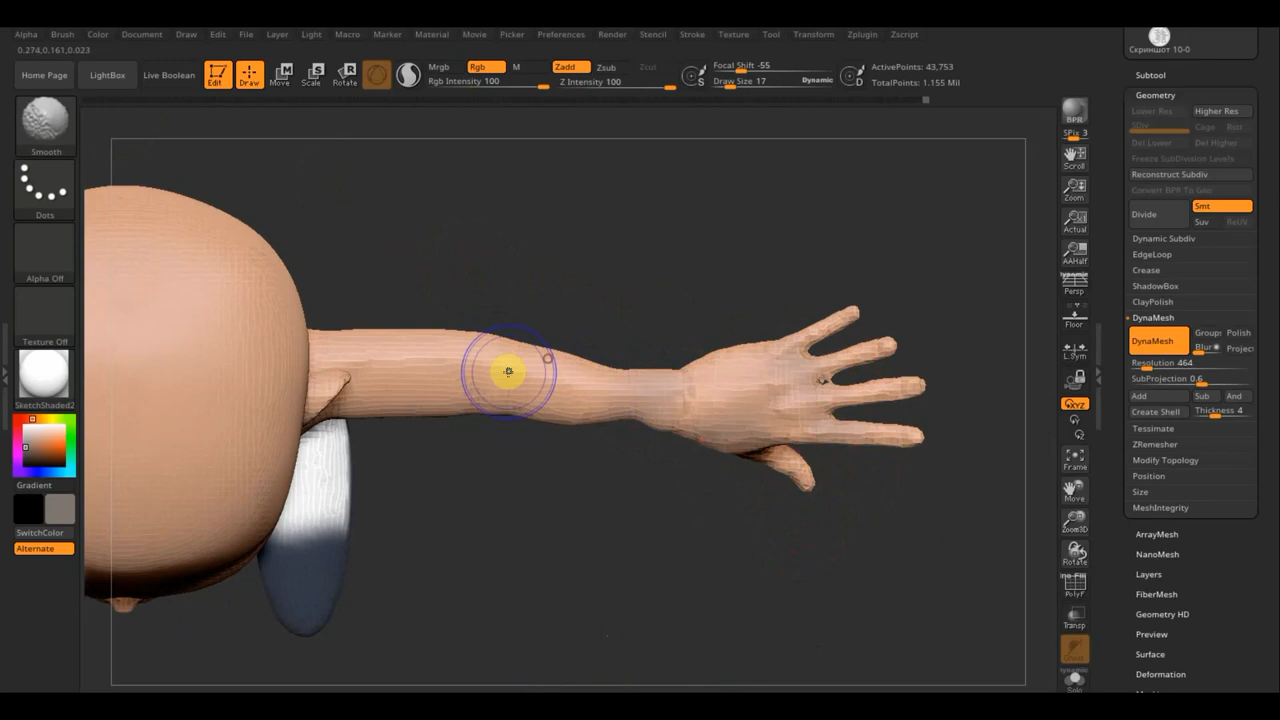 Alpha Brush Color Document Draw Edit File Layer Light Macro Marker Material Movie Picker Preferences Render Stencil Stroke Texture Tool Transform Zplugin Zscript
0.274,0.161,0.023
Home Page LightBox Live Boolean Edit Draw Move Scale Rotate
Mrgb Rgb M Zadd Zsub Zcut
Rgb Intensity 100 Z Intensity 100
Focal Shift -55
Draw Size 17 Dynamic
ActivePoints: 43,753
TotalPoints: 1.155 Mil
Smooth
Dots
Alpha Off
Texture Off
SketchShaded2
Gradient
SwitchColor
Alternate
BPR
SPix 3
Scroll
Zoom
Actual
AAHalf
Dynamic
Persp
Floor
L.Sym
XYZ
Y
Z
Frame
Move
Zoom3D
Rotate
PolyF
Transp
Dynamic
Solo
Скриншот 10-0
Subtool
Geometry
Lower Res Higher Res
SDiv Cage Rstr
Del Lower Del Higher
Freeze SubDivision Levels
Reconstruct Subdiv
Convert BPR To Geo
Divide Smt
Suv ReUV
Dynamic Subdiv
EdgeLoop
Crease
ShadowBox
ClayPolish
DynaMesh
DynaMesh Groups Polish
Blur Project
Resolution 464
SubProjection 0.6
Add Sub And
Create Shell Thickness 4
Tessimate
ZRemesher
Modify Topology
Position
Size
MeshIntegrity
ArrayMesh
NanoMesh
Layers
FiberMesh
Geometry HD
Preview
Surface
Deformation